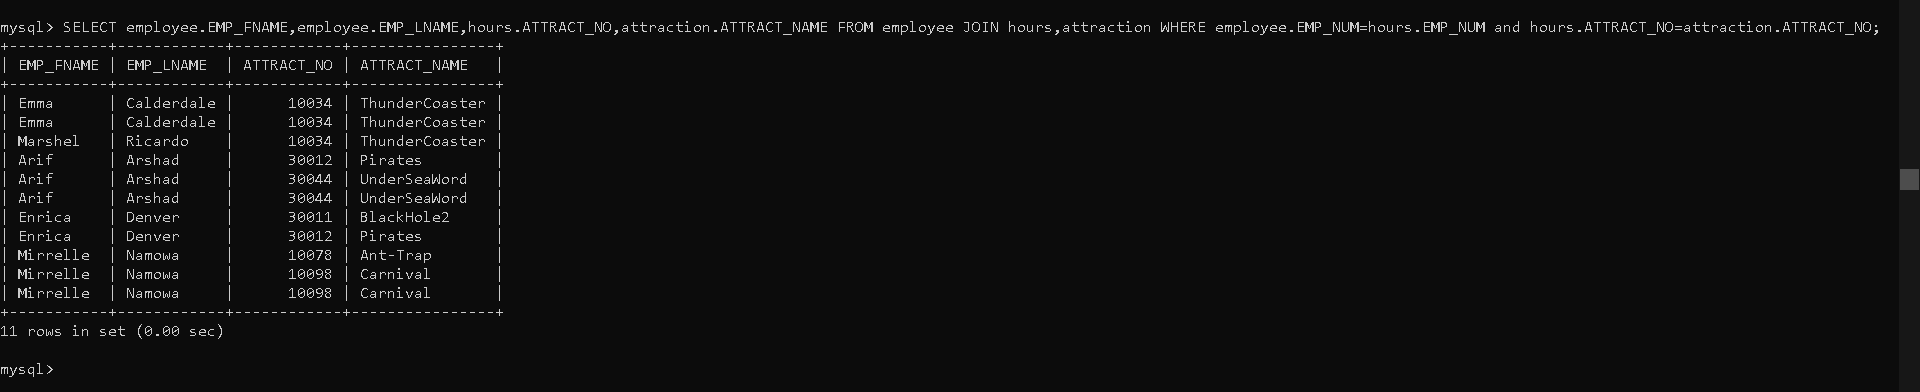 mysql> SELECT employee.EMP_FNAME,employee.EMP_LNAME,hours.ATTRACT_NO,attraction.ATTRACT_NAME FROM employee JOIN hours,attraction WHERE employee.EMP_NUM=hours.EMP_NUM and hours.ATTRACT_NO=attraction.ATTRACT_NO;
+-----------+------------+------------+----------------+
| EMP_FNAME | EMP_LNAME  | ATTRACT_NO | ATTRACT_NAME   |
+-----------+------------+------------+----------------+
| Emma      | Calderdale |      10034 | ThunderCoaster |
| Emma      | Calderdale |      10034 | ThunderCoaster |
| Marshel   | Ricardo    |      10034 | ThunderCoaster |
| Arif      | Arshad     |      30012 | Pirates        |
| Arif      | Arshad     |      30044 | UnderSeaWord   |
| Arif      | Arshad     |      30044 | UnderSeaWord   |
| Enrica    | Denver     |      30011 | BlackHole2     |
| Enrica    | Denver     |      30012 | Pirates        |
| Mirrelle  | Namowa     |      10078 | Ant-Trap       |
| Mirrelle  | Namowa     |      10098 | Carnival       |
| Mirrelle  | Namowa     |      10098 | Carnival       |
+-----------+------------+------------+----------------+
11 rows in set (0.00 sec)
mysql>